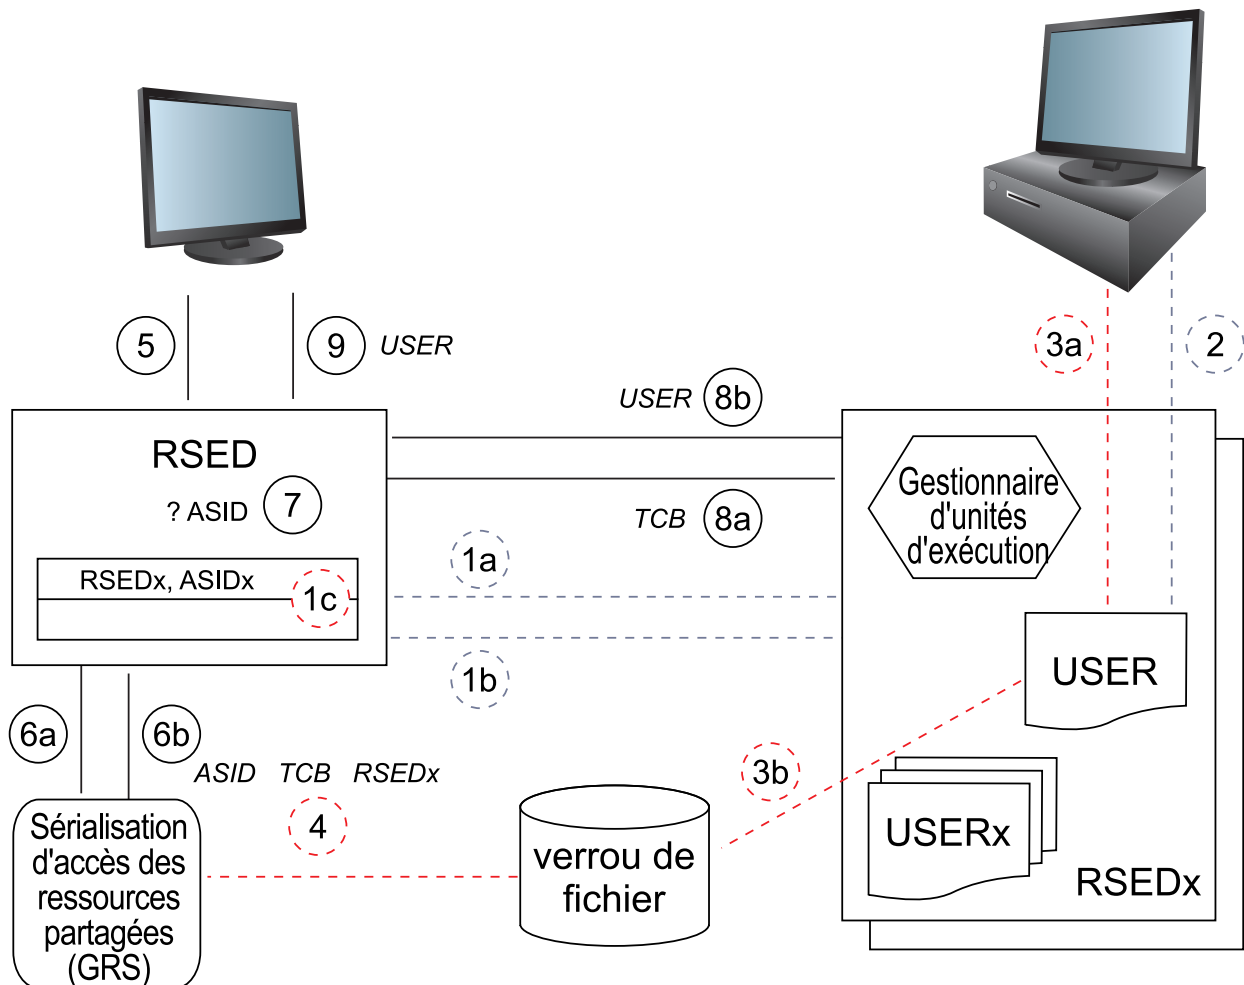 5
9
USER
3a
2
USER
8b
RSED
? ASID
7
TCB
8a
Gestionnaire
d'unités
d'exécution
1a
RSEDx, ASIDx
1c
1b
USER
6a
6b
ASID TCB RSEDx
4
3b
USERx
RSEDx
Sérialisation
d'accès des
ressources
partagées
(GRS)
verrou de
fichier